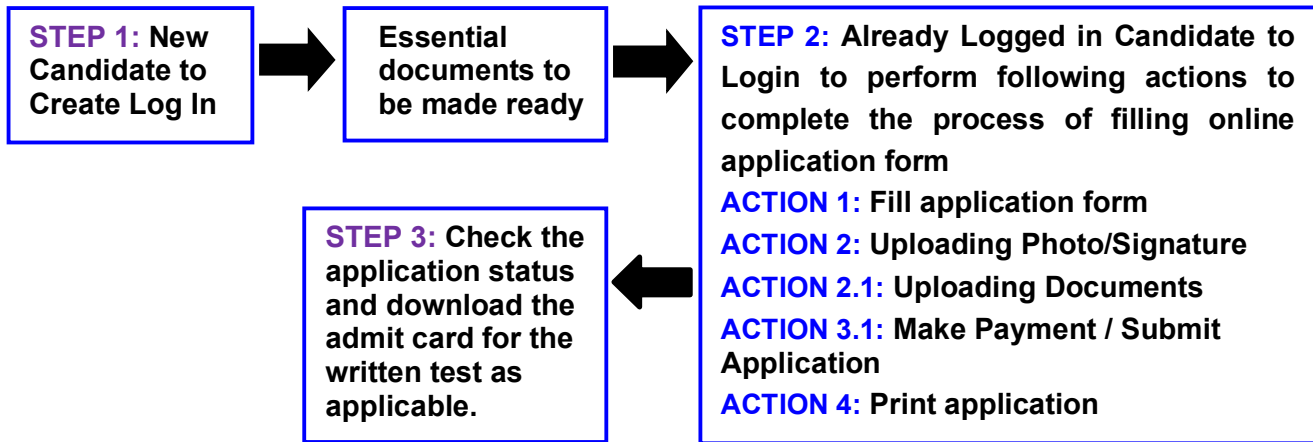 STEP 1: New
Candidate to
Create Log In
Essential
documents to
be made ready
STEP 2: Already Logged in Candidate to
Login to perform following actions to
complete the process of filling online
application form
ACTION 1: Fill application form
ACTION 2: Uploading Photo/Signature
ACTION 2.1: Uploading Documents
ACTION 3.1: Make Payment / Submit
Application
ACTION 4: Print application
STEP 3: Check the
application status
and download the
admit card for the
written test as
applicable.